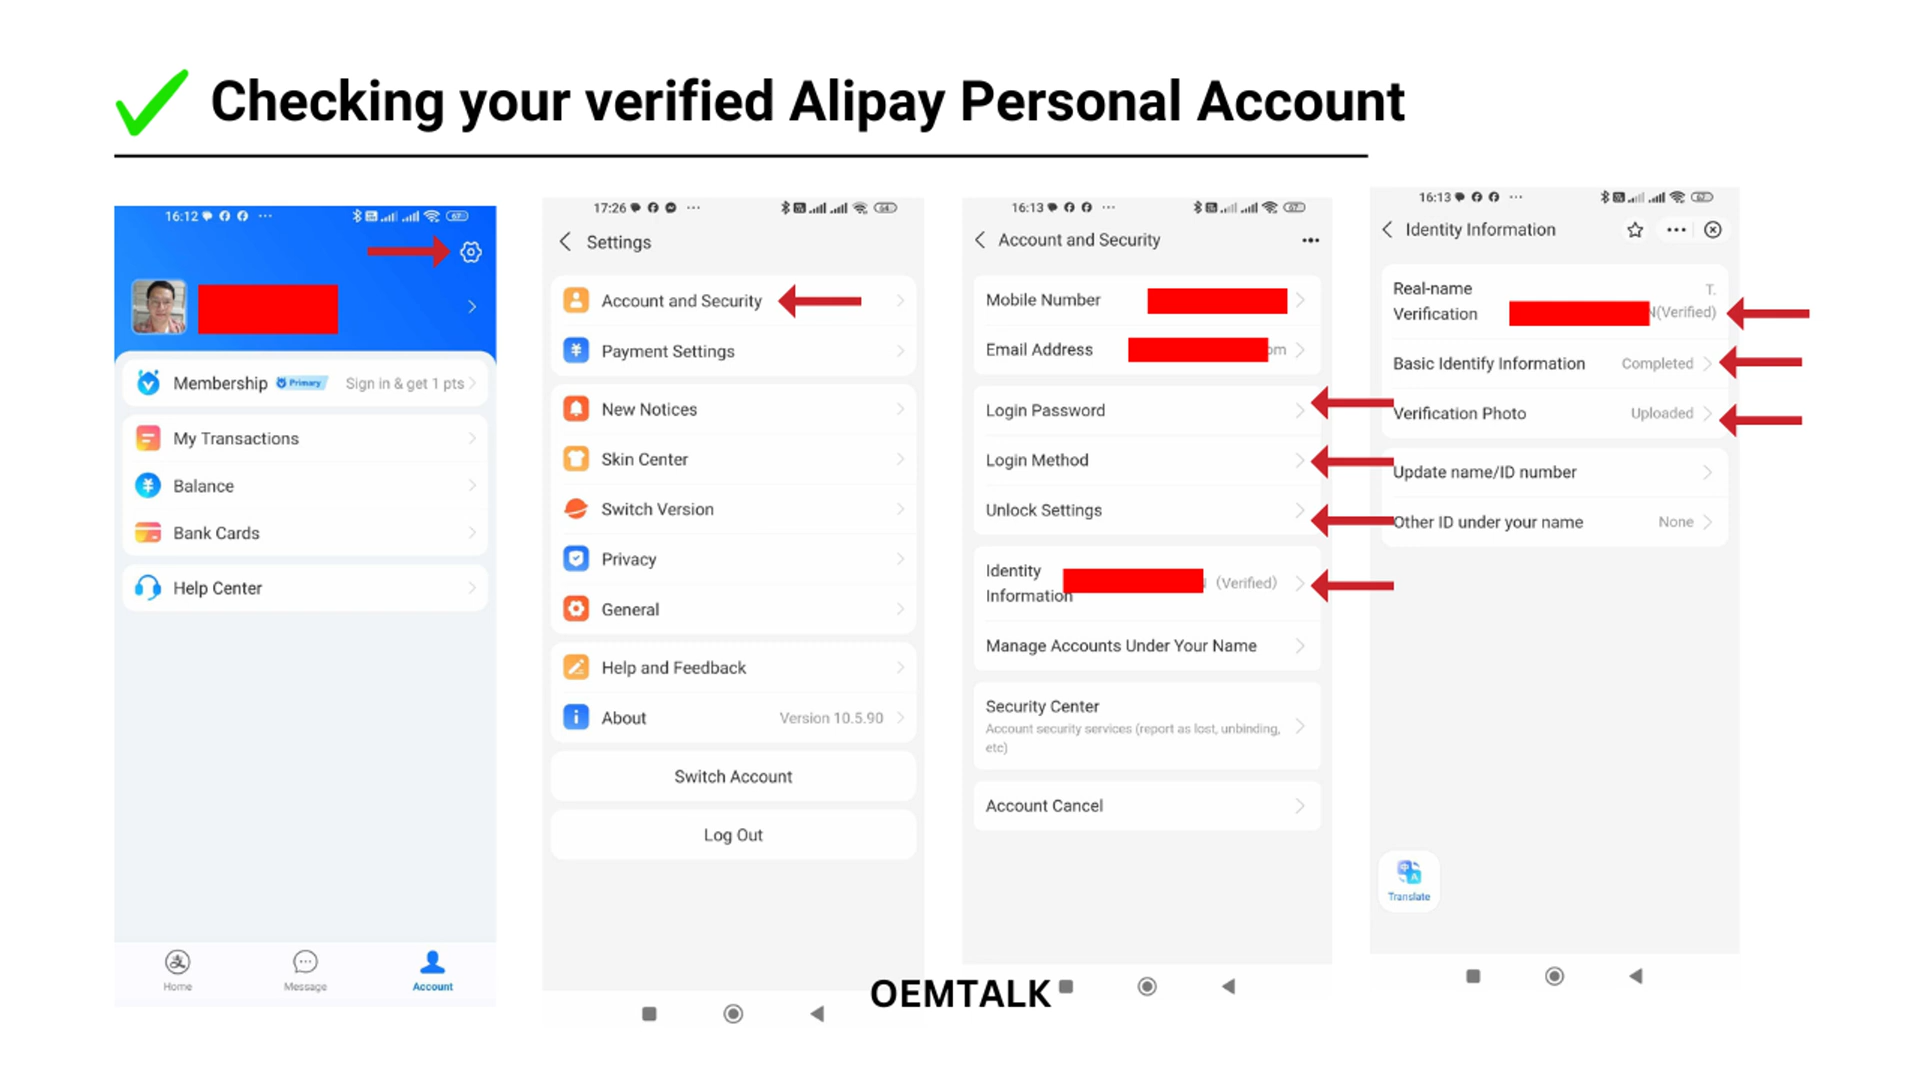 Checking your verified Alipay Personal Account
16:12
67
Membership Primary Sign in & get 1 pts
My Transactions
Balance
Bank Cards
Help Center
Home
Message
Account
17:26
54
Settings
Account and Security
Payment Settings
New Notices
Skin Center
Switch Version
Privacy
General
Help and Feedback
About Version 10.5.90
Switch Account
Log Out
16:13
67
Account and Security
Mobile Number
Email Address om
Login Password
Login Method
Unlock Settings
Identity
Information (Verified)
Manage Accounts Under Your Name
Security Center
Account security services (report as lost, unbinding,
etc)
Account Cancel
16:13
67
Identity Information
Real-name T.
Verification N(Verified)
Basic Identify Information Completed
Verification Photo Uploaded
Update name/ID number
Other ID under your name None
Translate
OEMTALK